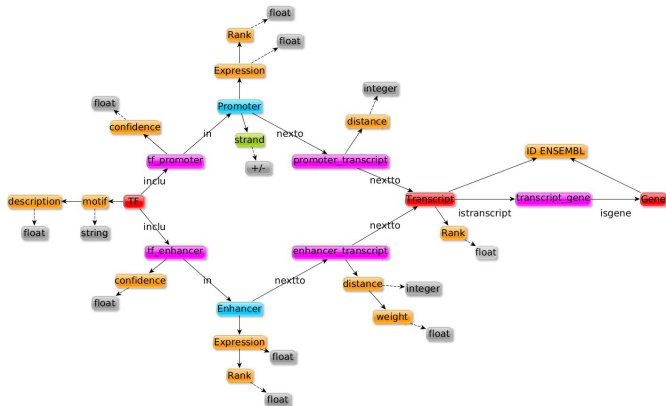 float
Rank
float
Expression
integer
float
Promoter
confidence
distance
in
nexto
strand
ID ENSEMBL
tf_promoter
promoter_transcript
+/-
inclu
nextto
description
motif
TF
Transcript
transcript_gene
Gene
istranscript
isgene
float
string
inclu
nextto
Rank
float
tf_enhancer
enhancer_transcript
confidence
in
nextto
distance
integer
float
Enhancer
weight
float
Expression
float
Rank
float